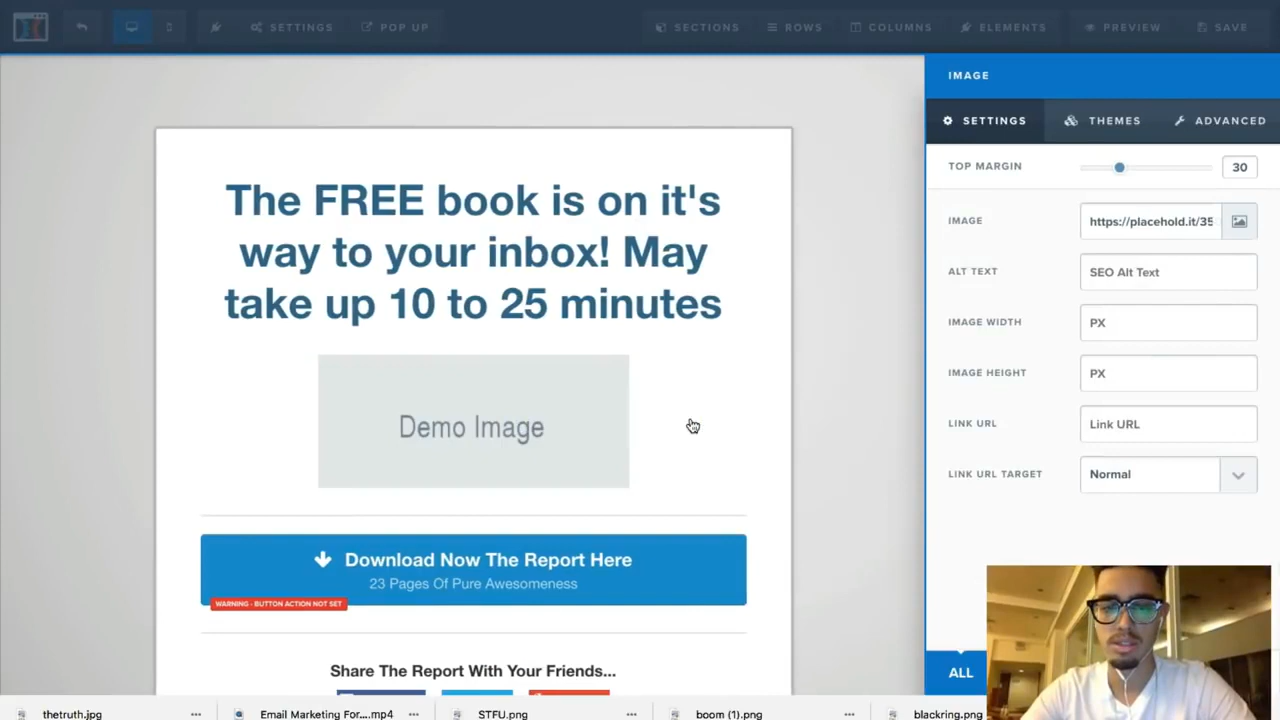 SETTINGS
POP UP
SECTIONS
ROWS
COLUMNS
ELEMENTS
PREVIEW
SAVE
IMAGE
SETTINGS
THEMES
ADVANCED
TOP MARGIN
30
IMAGE
https://placehold.it/35
ALT TEXT
SEO Alt Text
IMAGE WIDTH
PX
IMAGE HEIGHT
PX
LINK URL
Link URL
LINK URL TARGET
Normal
ALL
The FREE book is on it's
way to your inbox! May
take up 10 to 25 minutes
Demo Image
Download Now The Report Here
23 Pages Of Pure Awesomeness
WARNING - BUTTON ACTION NOT SET
Share The Report With Your Friends...
thetruth.jpg
Email Marketing For....mp4
STFU.png
boom (1).png
blackring.png